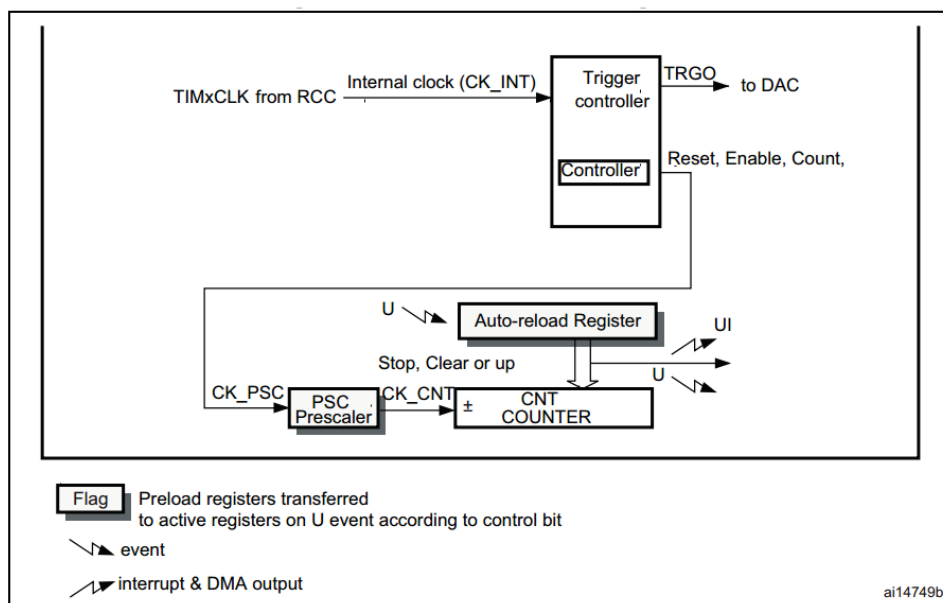 Trigger
controller
TRGO
to DAC
Internal clock (CK_INT)
TIMxCLK from RCC
Controller
Reset, Enable, Count,
U
Auto-reload Register
UI
Stop, Clear or up
U
CK_PSC
PSC
Prescaler
CK_CNT
±
CNT
COUNTER
Flag
Preload registers transferred
to active registers on U event according to control bit
event
interrupt & DMA output
ai14749b